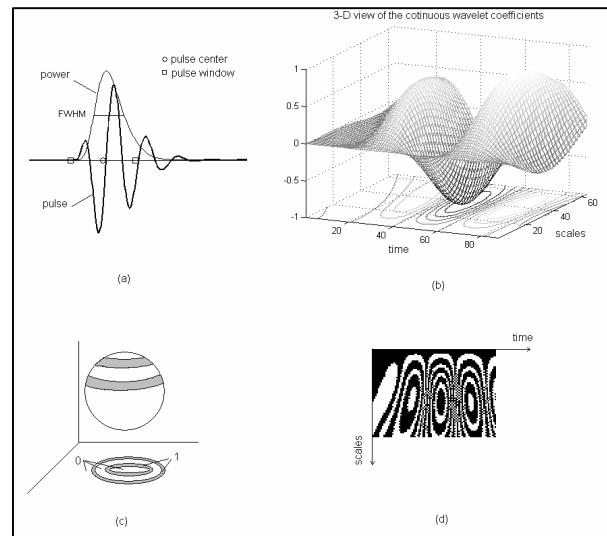 3-D view of the cotinuous wavelet coefficients
power
○ pulse center
□ pulse window
FWHM
pulse
(a)
1
0.5
0
-0.5
-1
20
40
60
80
time
20
40
60
scales
(b)
0
1
(c)
time
scales
(d)